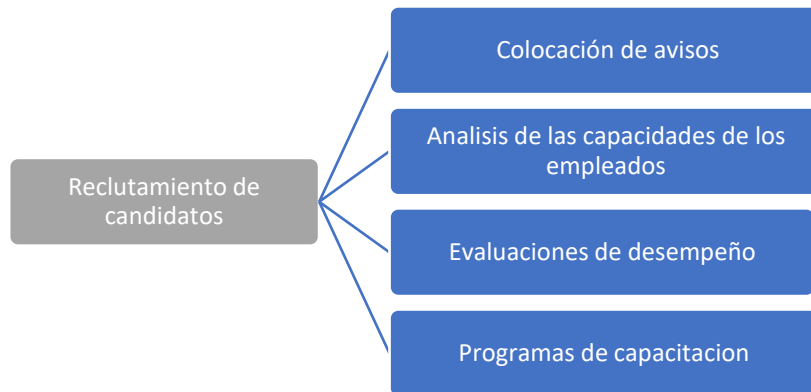 Reclutamiento de
candidatos
Colocación de avisos
Analisis de las capacidades de los
empleados
Evaluaciones de desempeño
Programas de capacitacion